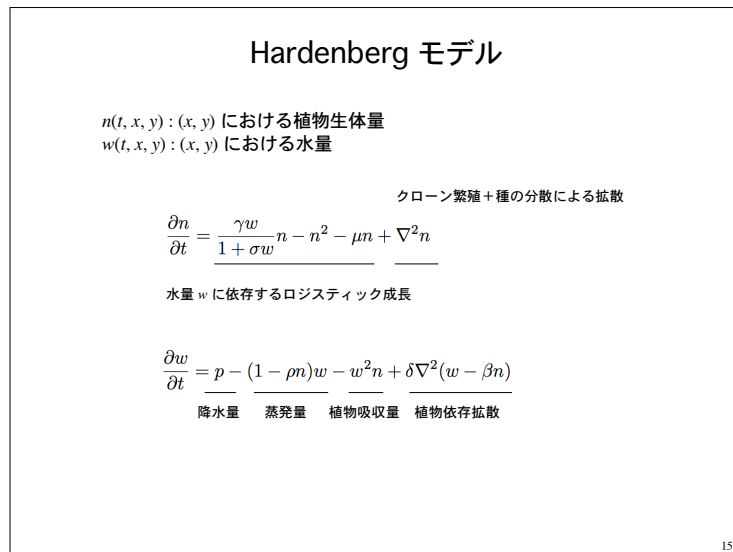 Hardenberg モデル
n(t, x, y) : (x, y) における植物生体量
w(t, x, y) : (x, y) における水量
クローン繁殖＋種の分散による拡散
∂n/∂t = γw/(1 + σw) n − n² − μn + ∇²n
水量 w に依存するロジスティック成長
∂w/∂t = p − (1 − ρn)w − w²n + δ∇²(w − βn)
降水量 蒸発量 植物吸収量 植物依存拡散
15